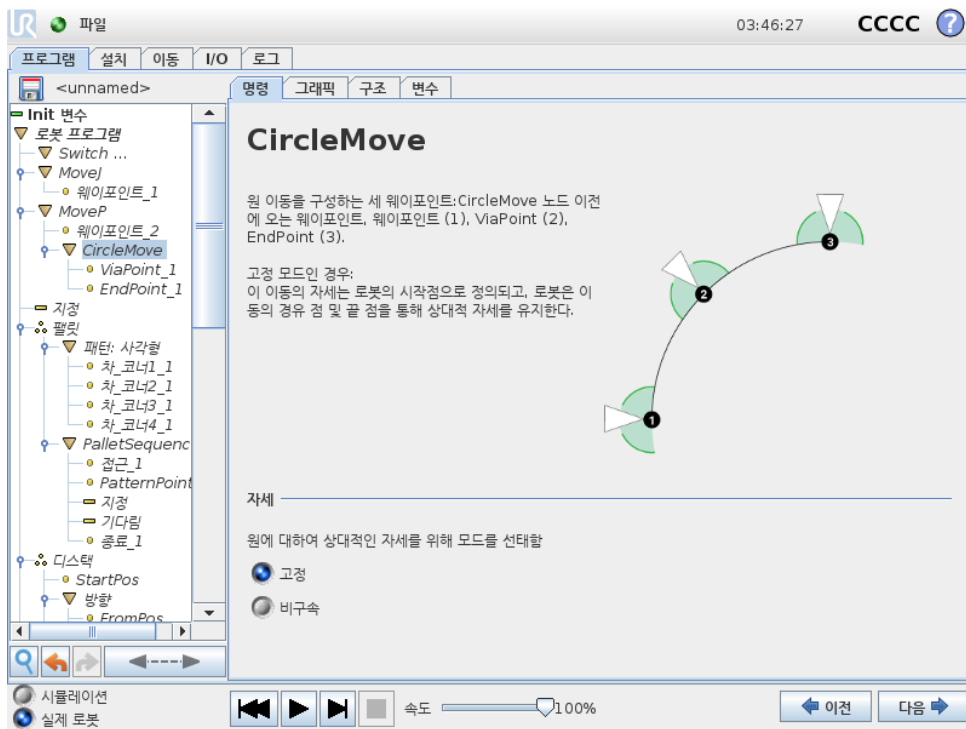 UR 파일 03:46:27 CCCC ?
프로그램 설치 이동 I/O 로그
<unnamed>
명령 그래픽 구조 변수
Init 변수
로봇 프로그램
Switch ...
MoveJ
웨이포인트_1
MoveP
웨이포인트_2
CircleMove
ViaPoint_1
EndPoint_1
지정
팰릿
패턴: 사각형
차_코너1_1
차_코너2_1
차_코너3_1
차_코너4_1
PalletSequenc
접근_1
PatternPoint
지정
기다림
종료_1
디스택
StartPos
방향
FromPos
CircleMove
원 이동을 구성하는 세 웨이포인트:CircleMove 노드 이전
에 오는 웨이포인트, 웨이포인트 (1), ViaPoint (2),
EndPoint (3).
고정 모드인 경우:
이 이동의 자세는 로봇의 시작점으로 정의되고, 로봇은 이
동의 경유 점 및 끝 점을 통해 상대적 자세를 유지한다.
3
2
1
자세
원에 대하여 상대적인 자세를 위해 모드를 선태함
고정
비구속
시뮬레이션
실제 로봇
속도 100%
이전 다음